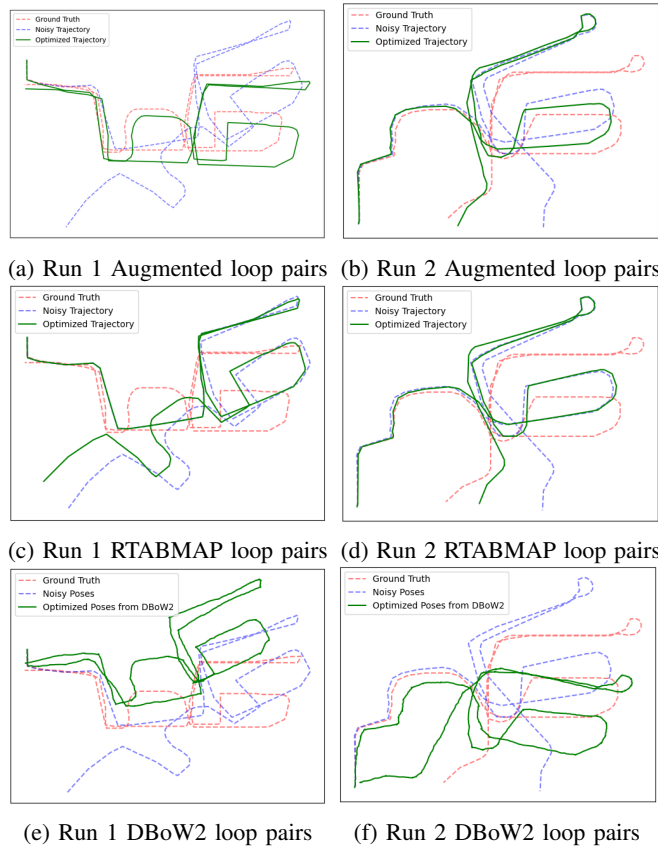 Ground Truth
Noisy Trajectory
Optimized Trajectory
Ground Truth
Noisy Trajectory
Optimized Trajectory
(a) Run 1 Augmented loop pairs
(b) Run 2 Augmented loop pairs
Ground Truth
Noisy Trajectory
Optimized Trajectory
Ground Truth
Noisy Trajectory
Optimized Trajectory
(c) Run 1 RTABMAP loop pairs
(d) Run 2 RTABMAP loop pairs
Ground Truth
Noisy Poses
Optimized Poses from DBoW2
Ground Truth
Noisy Poses
Optimized Poses from DBoW2
(e) Run 1 DBoW2 loop pairs
(f) Run 2 DBoW2 loop pairs